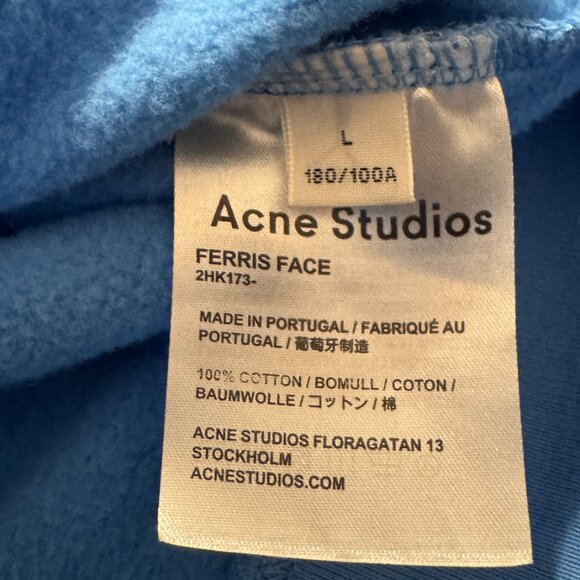 L
180/100A
Acne Studios
FERRIS FACE
2HK173-
MADE IN PORTUGAL / FABRIQUÉ AU
PORTUGAL / 葡萄牙制造
100% COTTON / BOMULL / COTON /
BAUMWOLLE / コットン / 棉
ACNE STUDIOS FLORAGATAN 13
STOCKHOLM
ACNESTUDIOS.COM